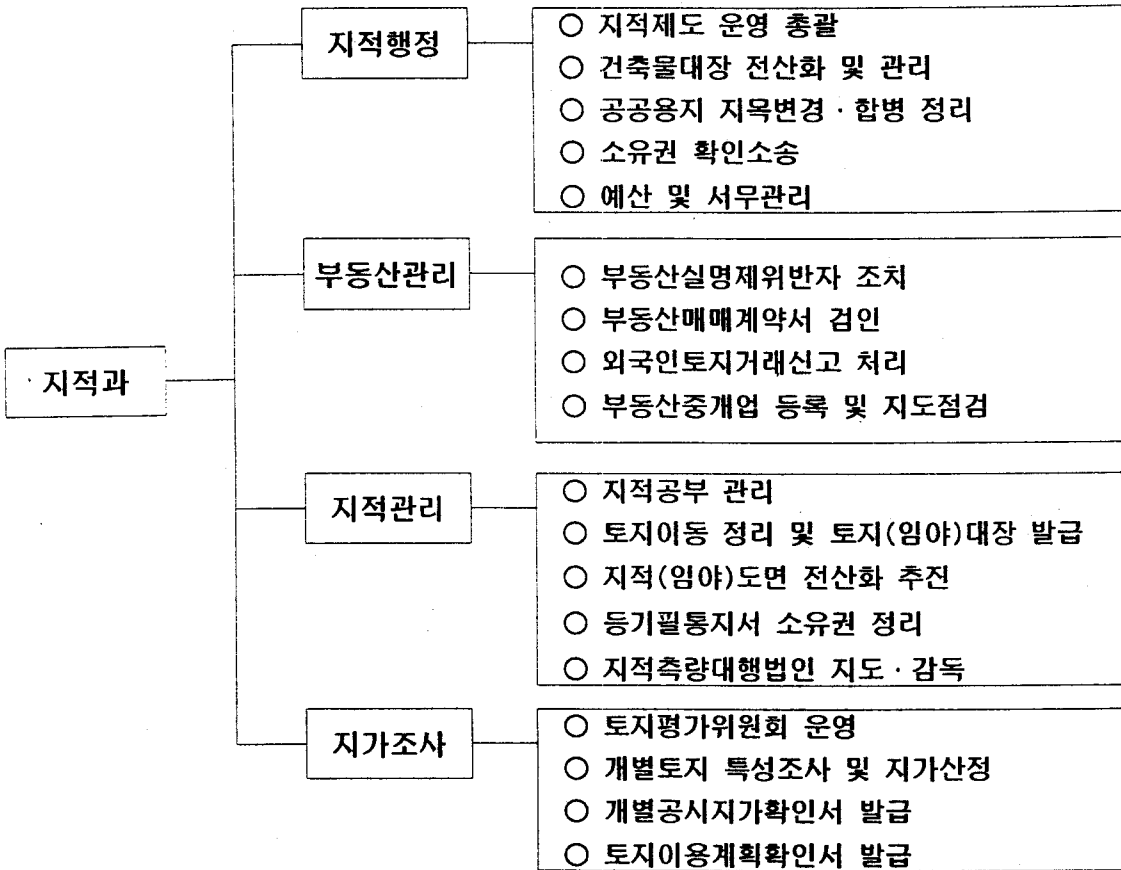 지적과
지적행정
○ 지적제도 운영 총괄
○ 건축물대장 전산화 및 관리
○ 공공용지 지목변경 · 합병 정리
○ 소유권 확인소송
○ 예산 및 서무관리
부동산관리
○ 부동산실명제위반자 조치
○ 부동산매매계약서 검인
○ 외국인토지거래신고 처리
○ 부동산중개업 등록 및 지도점검
지적관리
○ 지적공부 관리
○ 토지이동 정리 및 토지(임야)대장 발급
○ 지적(임야)도면 전산화 추진
○ 등기필통지서 소유권 정리
○ 지적측량대행법인 지도 · 감독
지가조사
○ 토지평가위원회 운영
○ 개별토지 특성조사 및 지가산정
○ 개별공시지가확인서 발급
○ 토지이용계획확인서 발급